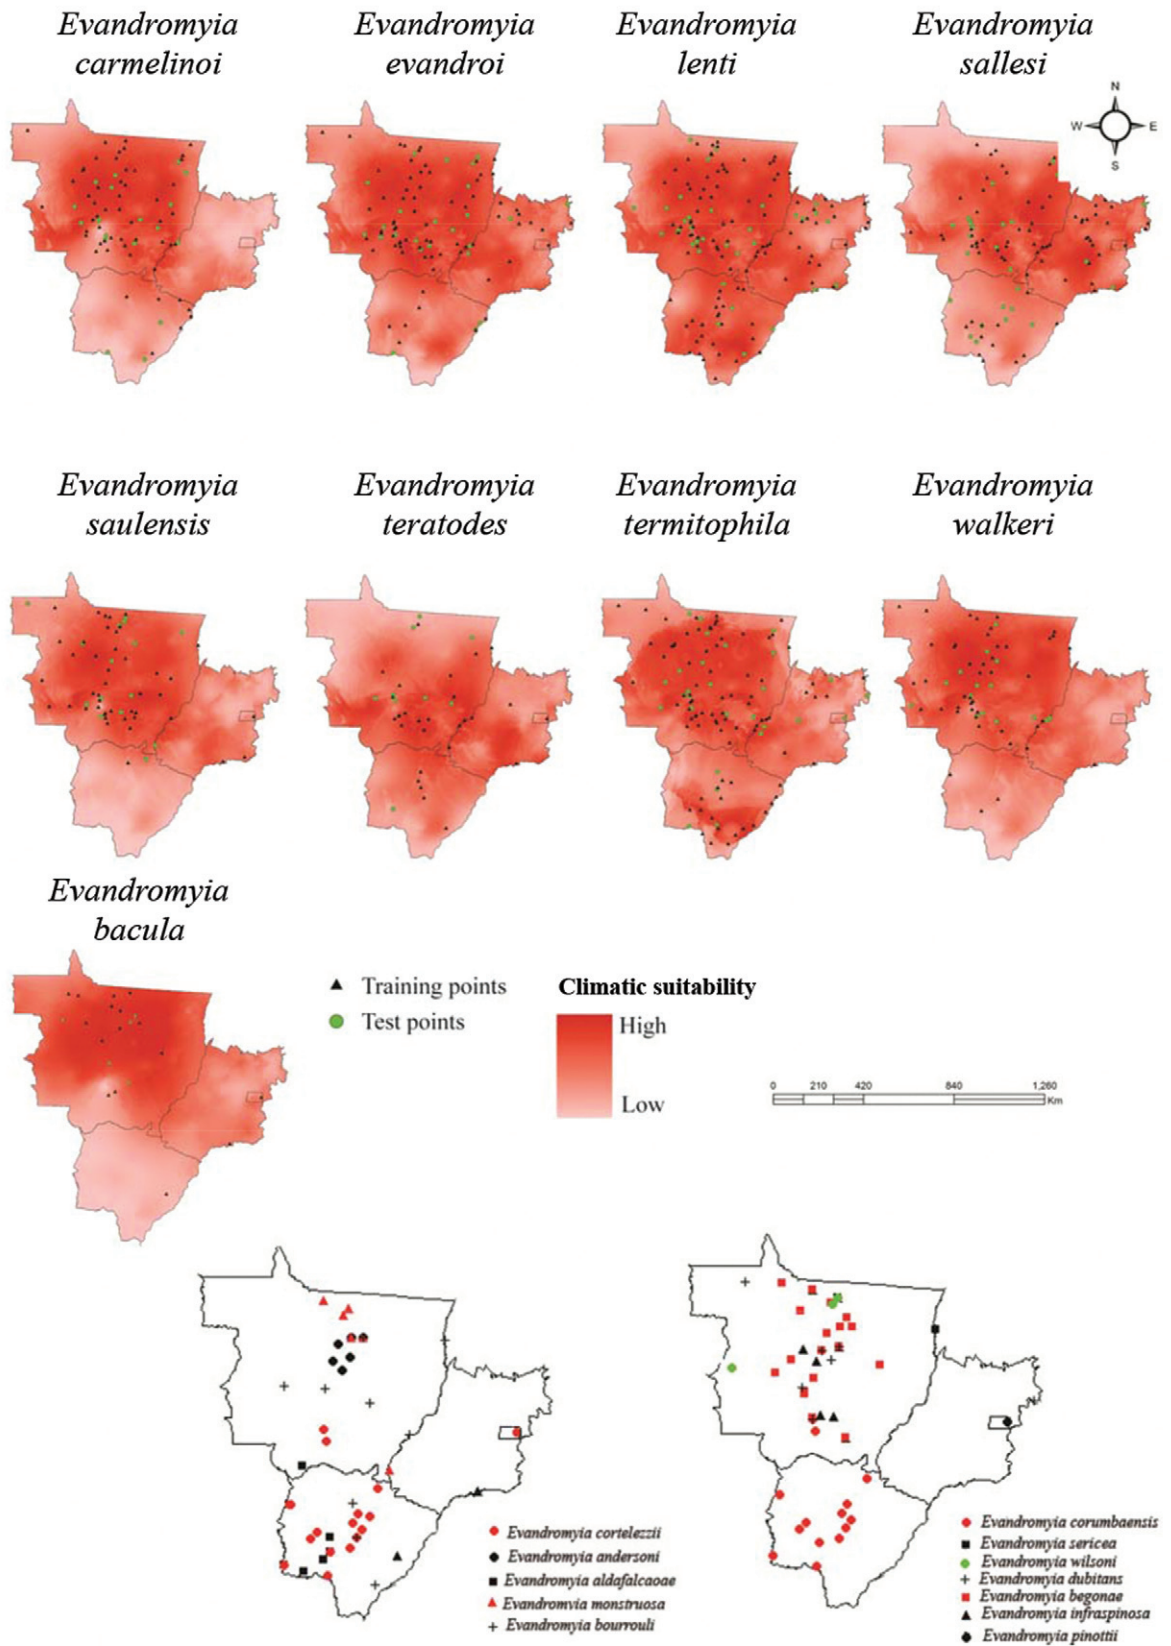 Evandromyia carmelinoi
Evandromyia evandroi
Evandromyia lenti
Evandromyia sallesi
N
W E
S
Evandromyia saulensis
Evandromyia teratodes
Evandromyia termitophila
Evandromyia walkeri
Evandromyia bacula
Training points
Test points
Climatic suitability
High
Low
0 210 420 840 1,260
Km
Evandromyia cortelezzii
Evandromyia andersoni
Evandromyia aldafalcaoae
Evandromyia monstruosa
Evandromyia bourrouli
Evandromyia corumbaensis
Evandromyia sericea
Evandromyia wilsoni
Evandromyia dubitans
Evandromyia begonae
Evandromyia infraspinosa
Evandromyia pinottii